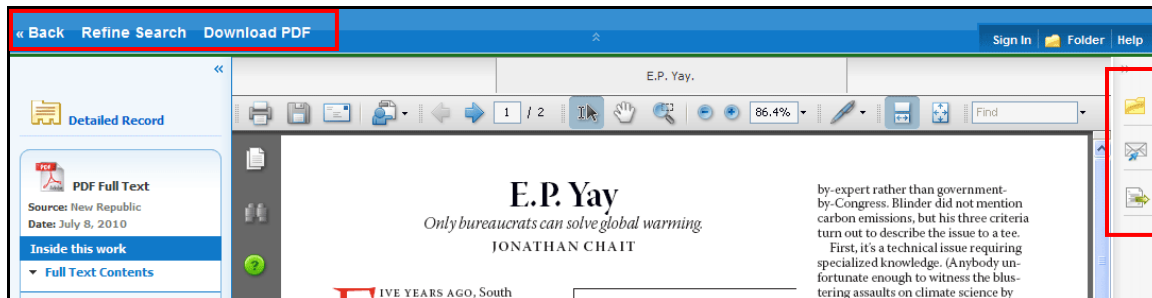 « Back Refine Search Download PDF
Sign In Folder Help
E.P. Yay.
Detailed Record
1 / 2 86.4% Find
PDF Full Text
Source: New Republic
Date: July 8, 2010
Inside this work
Full Text Contents
E.P. Yay
Only bureaucrats can solve global warming.
JONATHAN CHAIT
FIVE YEARS AGO, South
by-expert rather than government-
by-Congress. Blinder did not mention
carbon emissions, but his three criteria
turn out to describe the issue to a tee.
First, it's a technical issue requiring
specialized knowledge. (Anybody un-
fortunate enough to witness the blus-
tering assaults on climate science by